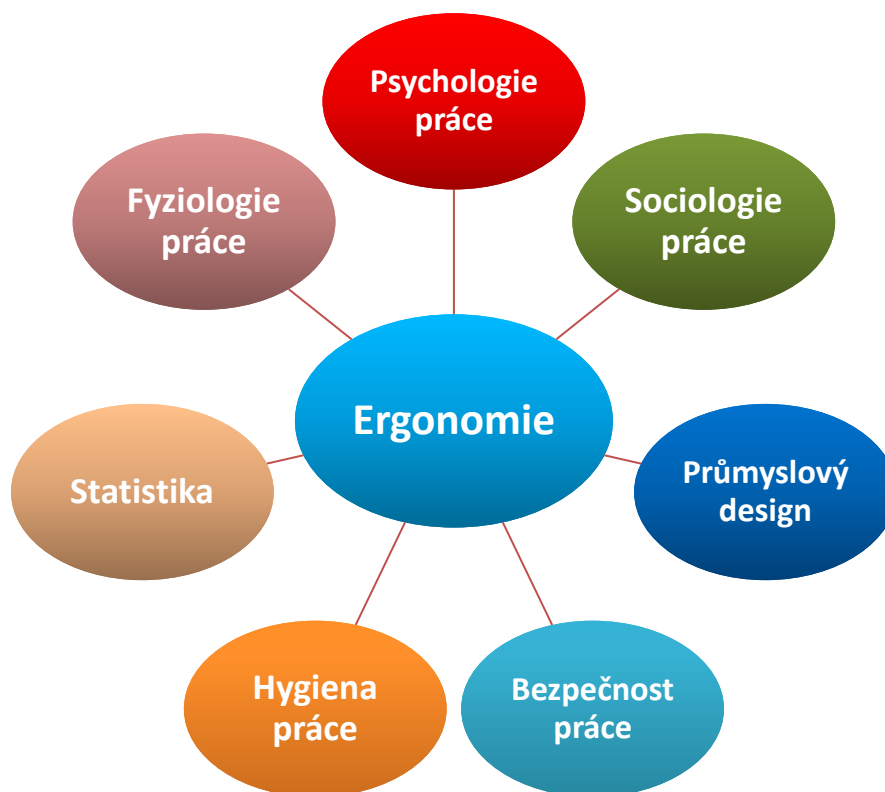 Psychologie
práce
Fyziologie
práce
Sociologie
práce
Ergonomie
Statistika
Průmyslový
design
Hygiena
práce
Bezpečnost
práce